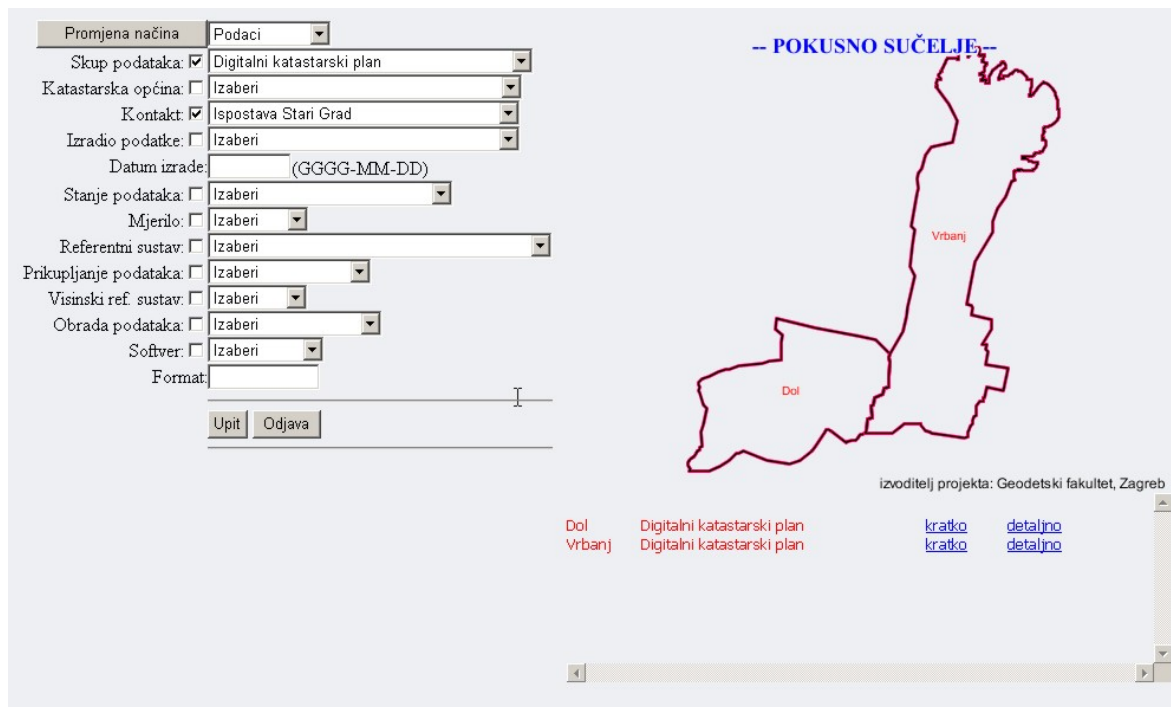 Promjena načina Podaci
Skup podataka: Digitalni katastarski plan
Katastarska općina: Izaberi
Kontakt: Ispostava Stari Grad
Izradio podatke: Izaberi
Datum izrade: (GGGG-MM-DD)
Stanje podataka: Izaberi
Mjerilo: Izaberi
Referentni sustav: Izaberi
Prikupljanje podataka: Izaberi
Visinski ref. sustav: Izaberi
Obrada podataka: Izaberi
Softver: Izaberi
Format:
Upit Odjava
-- POKUSNO SUČELJE --
Vrbanj
Dol
izvoditelj projekta: Geodetski fakultet, Zagreb
Dol Digitalni katastarski plan kratko detaljno
Vrbanj Digitalni katastarski plan kratko detaljno